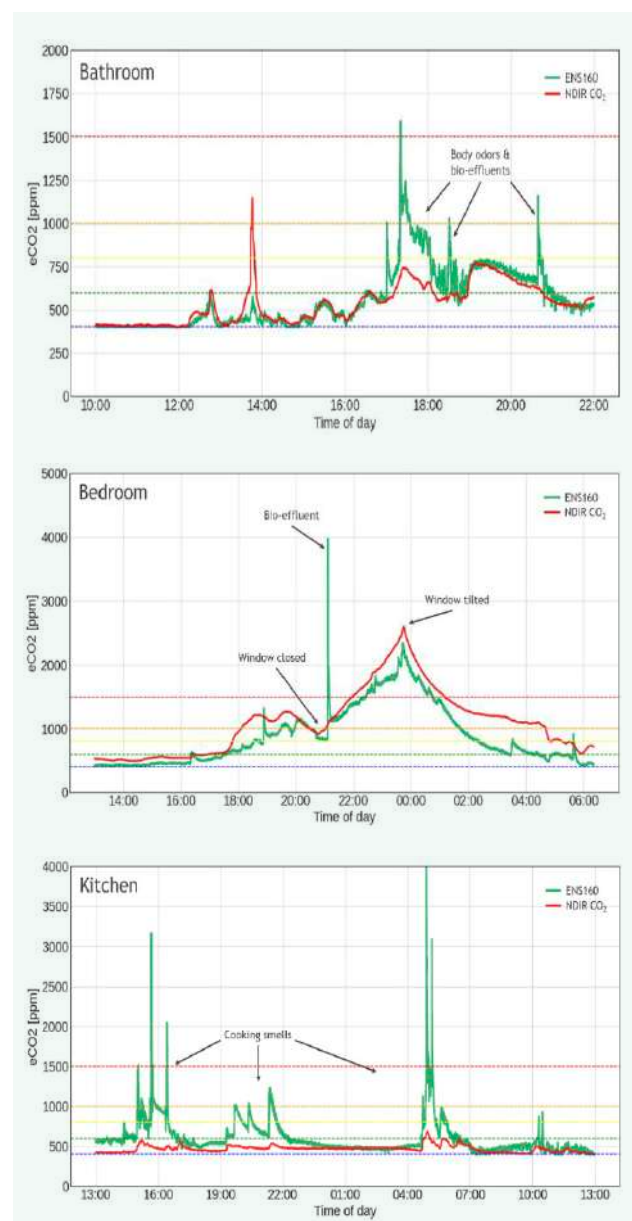 Bathroom
2000
1750
1500
1250
1000
750
500
250
0
eCO2 [ppm]
ENS160
NDIR CO₂
Body odors &
bio-effluents
10:00 12:00 14:00 16:00 18:00 20:00 22:00
Time of day
Bedroom
5000
4000
3000
2000
1000
0
eCO2 [ppm]
ENS160
NDIR CO₂
Bio-effluent
Window tilted
Window closed
14:00 16:00 18:00 20:00 22:00 00:00 02:00 04:00 06:00
Time of day
Kitchen
4000
3500
3000
2500
2000
1500
1000
500
0
eCO2 [ppm]
ENS160
NDIR CO₂
Cooking smells
13:00 16:00 19:00 22:00 01:00 04:00 07:00 10:00 13:00
Time of day